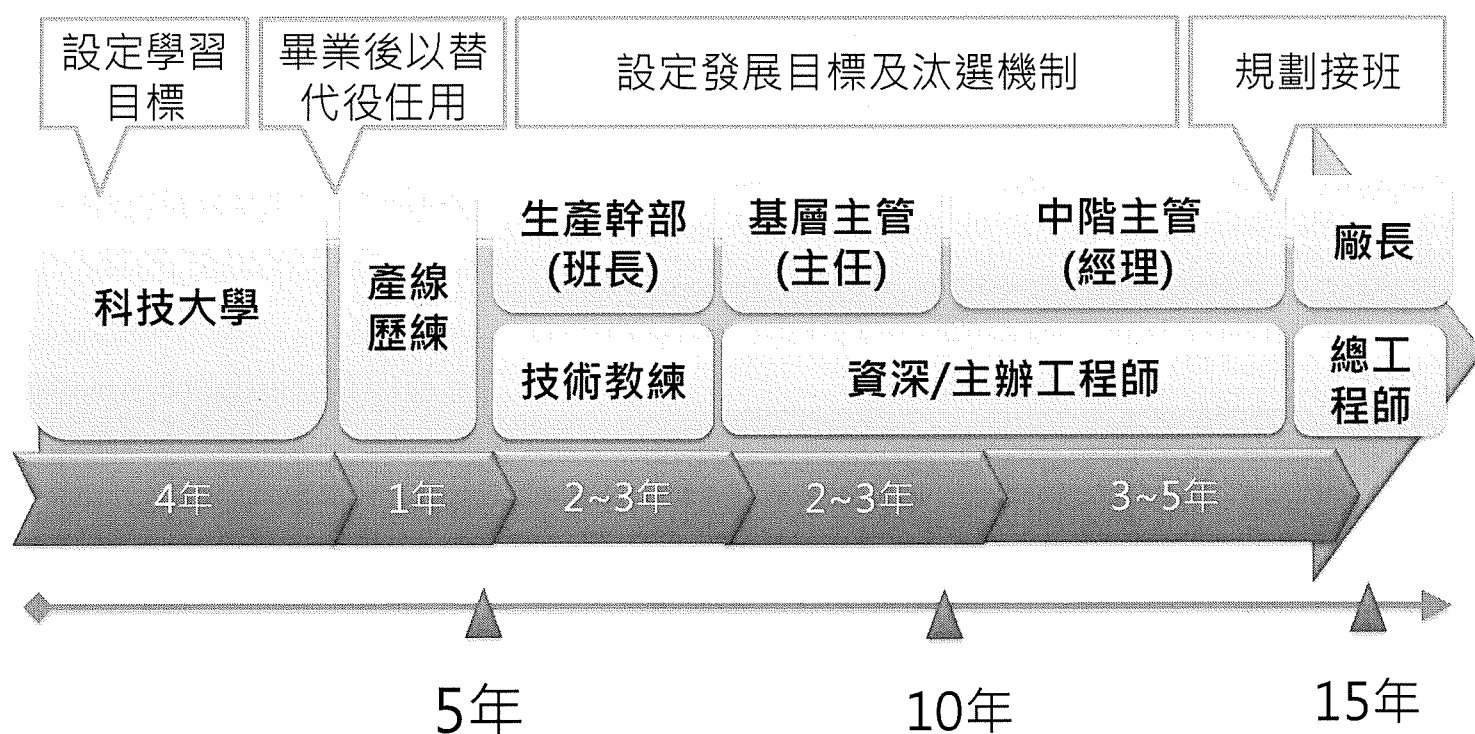 設定學習
目標
畢業後以替
代役任用
設定發展目標及汰選機制
規劃接班
科技大學
產線
歷練
生產幹部
(班長)
基層主管
(主任)
中階主管
(經理)
廠長
技術教練
資深/主辦工程師
總工
程師
4年
1年
2~3年
2~3年
3~5年
5年
10年
15年